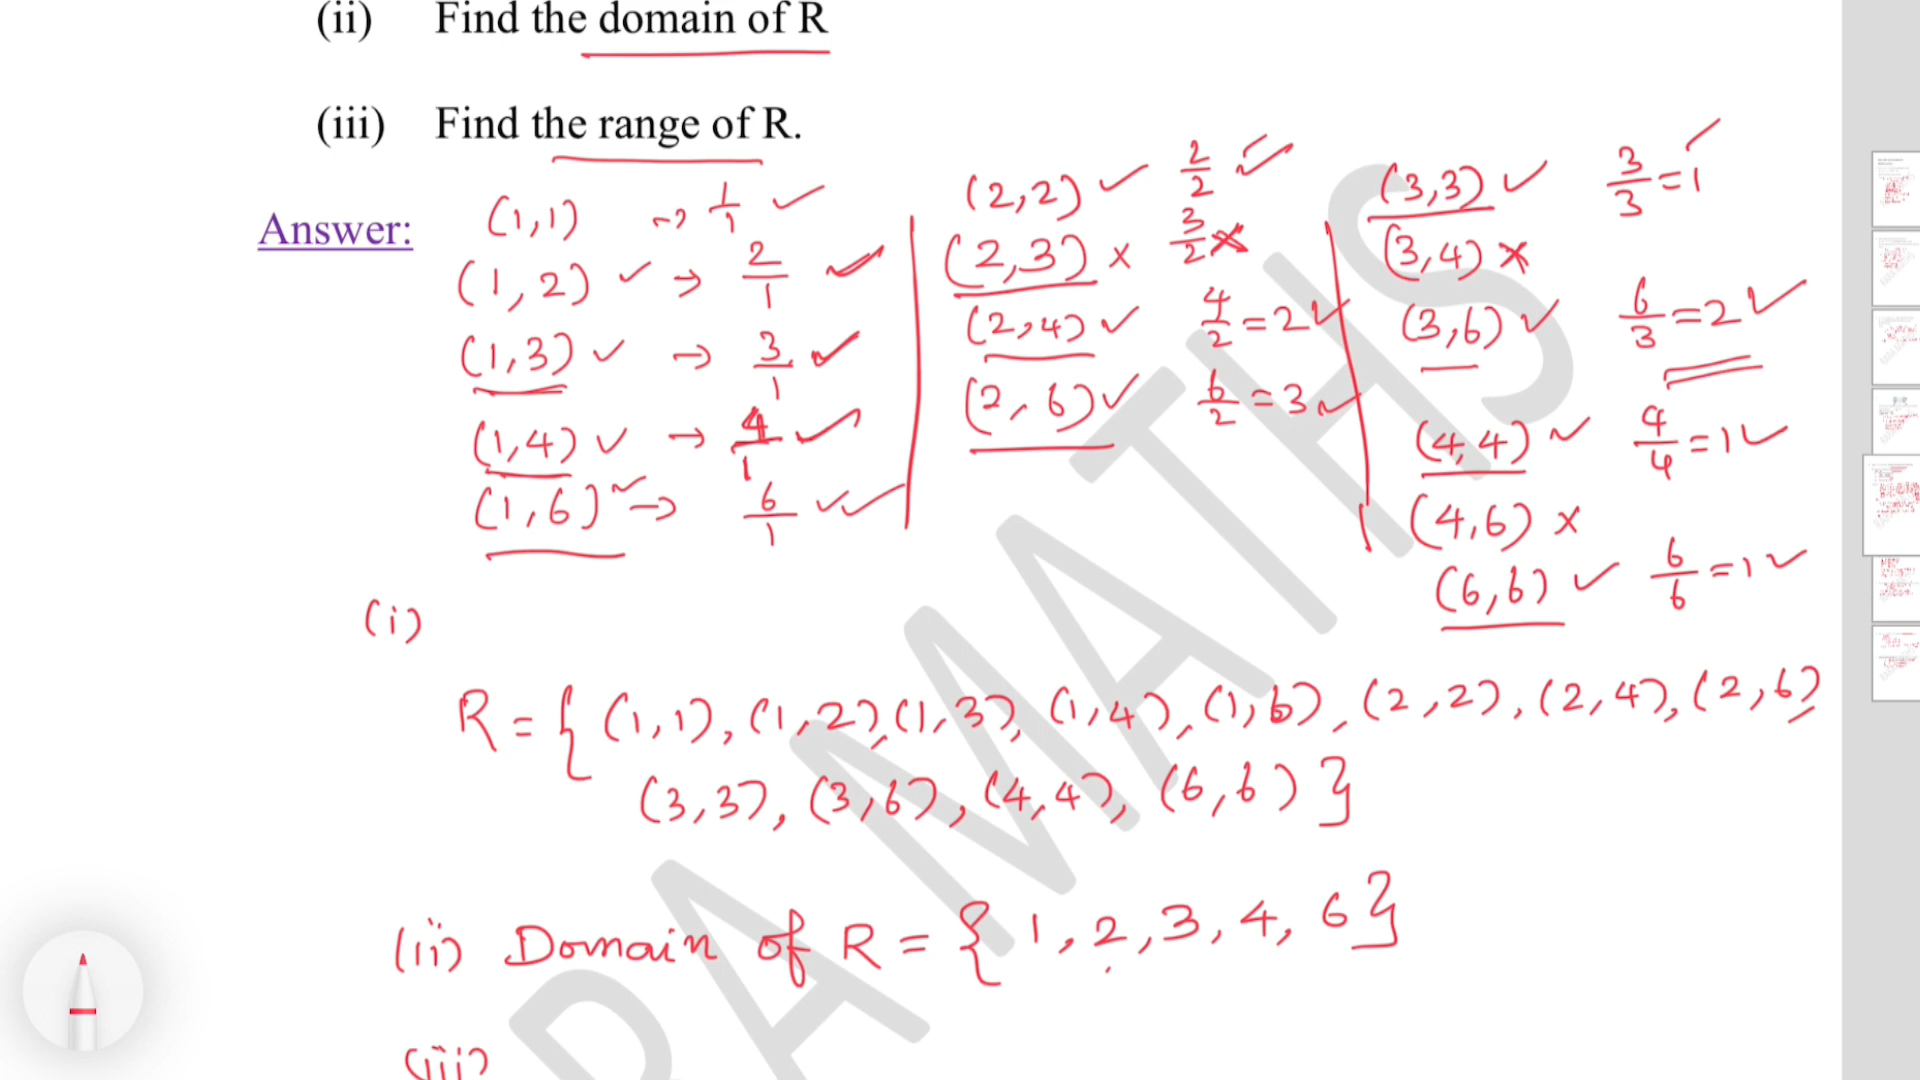 (ii) Find the domain of R
(iii) Find the range of R.
Answer:
(1,1) → 1/1 ✓
(1,2) ✓ → 2/1 ✓
(1,3) ✓ → 3/1 ✓
(1,4) ✓ → 4/1 ✓
(1,6) ✓ → 6/1 ✓
(2,2) ✓ 2/2 ✓
(2,3) × 3/2 ×
(2,4) ✓ 4/2 = 2 ✓
(2,6) ✓ 6/2 = 3 ✓
(3,3) ✓ 3/3 = 1 ✓
(3,4) ×
(3,6) ✓ 6/3 = 2 ✓
(4,4) ✓ 4/4 = 1 ✓
(4,6) ×
(6,6) ✓ 6/6 = 1 ✓
(i)
R = { (1,1), (1,2), (1,3), (1,4), (1,6), (2,2), (2,4), (2,6)
(3,3), (3,6), (4,4), (6,6) }
(ii) Domain of R = { 1, 2, 3, 4, 6 }
(iii)
PA MATHS